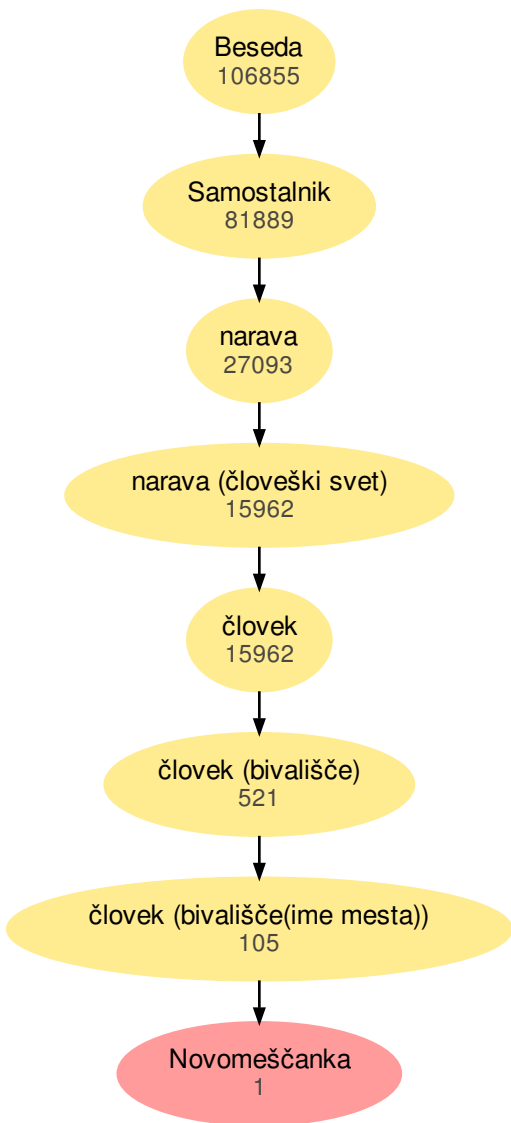 Beseda
106855
Samostalnik
81889
narava
27093
narava (človeški svet)
15962
človek
15962
človek (bivališče)
521
človek (bivališče(ime mesta))
105
Novomeščanka
1